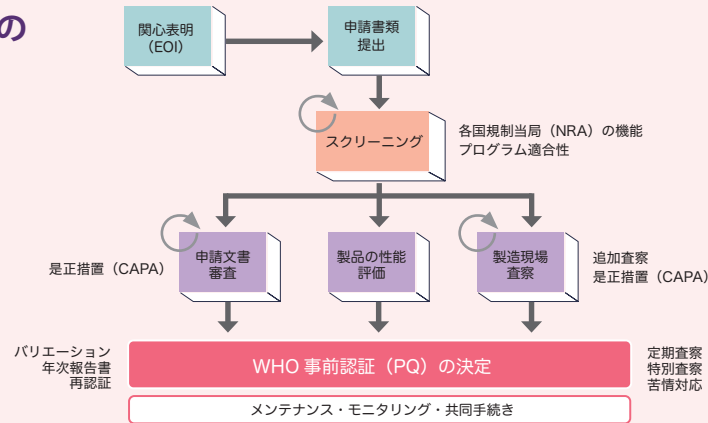 の
関心表明
（EOI）
申請書類
提出
スクリーニング
各国規制当局（NRA）の機能
プログラム適合性
是正措置（CAPA）
申請文書
審査
製品の性能
評価
製造現場
査察
追加査察
是正措置（CAPA）
バリエーション
年次報告書
再認証
WHO 事前認証（PQ）の決定
定期査察
特別査察
苦情対応
メンテナンス・モニタリング・共同手続き